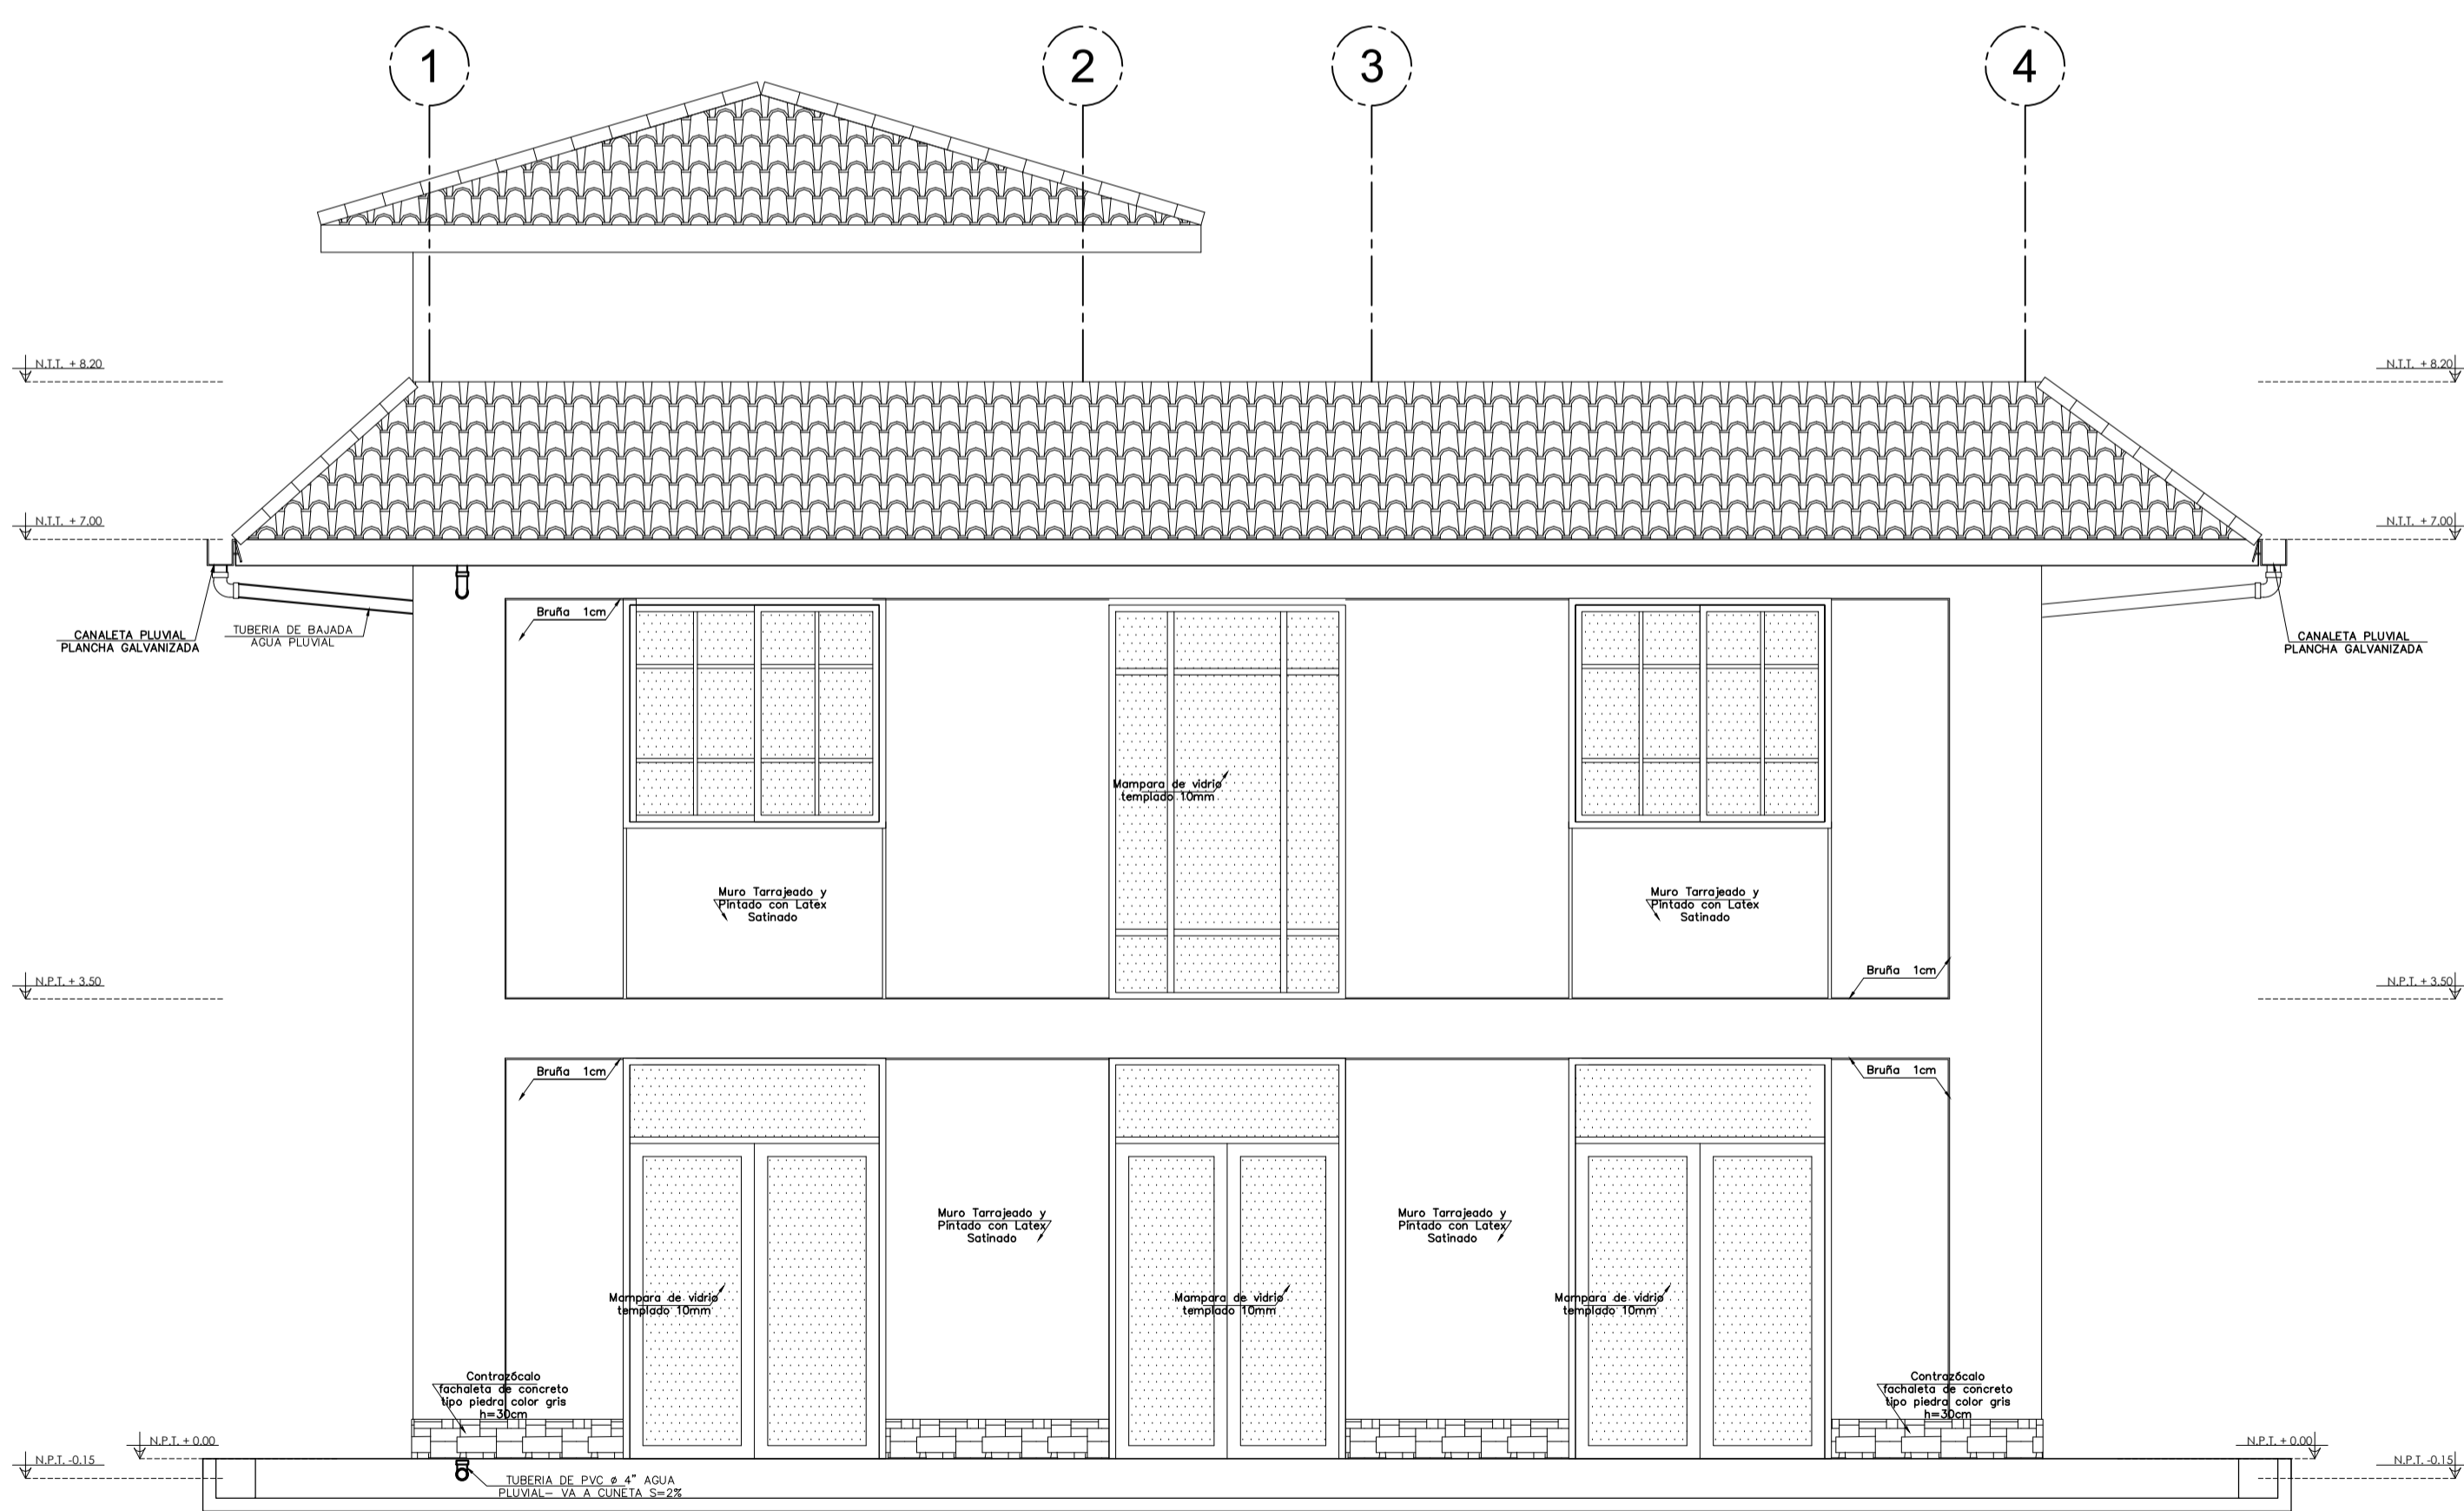 1
2
3
4
N.T.T. + 8.20
N.T.T. + 8.20
N.T.T. + 7.00
N.T.T. + 7.00
CANALETA PLUVIAL
PLANCHA GALVANIZADA
TUBERIA DE BAJADA
AGUA PLUVIAL
Bruña 1cm
CANALETA PLUVIAL
PLANCHA GALVANIZADA
Mampara de vidrio
templado 10mm
Muro Tarrajeado y
Pintado con Latex
Satinado
Muro Tarrajeado y
Pintado con Latex
Satinado
Bruña 1cm
N.P.T. + 3.50
N.P.T. + 3.50
Bruña 1cm
Bruña 1cm
Muro Tarrajeado y
Pintado con Latex
Satinado
Muro Tarrajeado y
Pintado con Latex
Satinado
Mampara de vidrio
templado 10mm
Mampara de vidrio
templado 10mm
Mampara de vidrio
templado 10mm
Contrazócalo
fachaleta de concreto
tipo piedra color gris
h=30cm
Contrazócalo
fachaleta de concreto
tipo piedra color gris
h=30cm
N.P.T. + 0.00
N.P.T. + 0.00
N.P.T. -0.15
N.P.T. -0.15
TUBERIA DE PVC ø 4" AGUA
PLUVIAL- VA A CUNETA S=2%